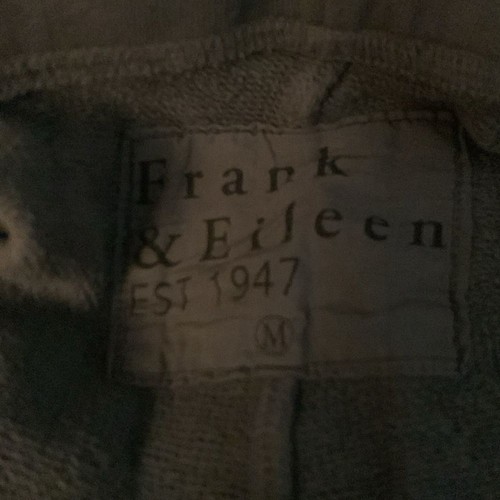 Frank
& Eileen
EST 1947
M